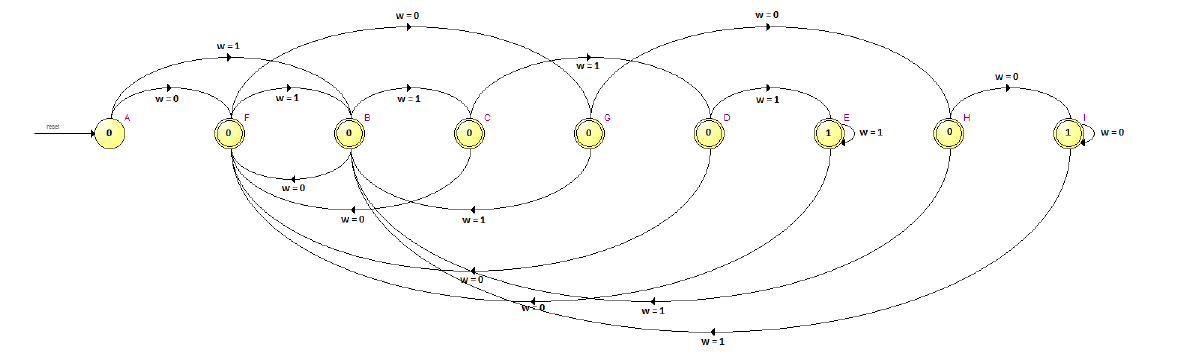 w = 0
w = 0
w = 1
w = 1
w = 0
w = 0
w = 1
w = 1
w = 1
reset
0
A
0
F
0
B
0
C
0
G
0
D
1
E
w = 1
0
H
1
I
w = 0
w = 0
w = 0
w = 1
w = 0
w = 0
w = 1
w = 1